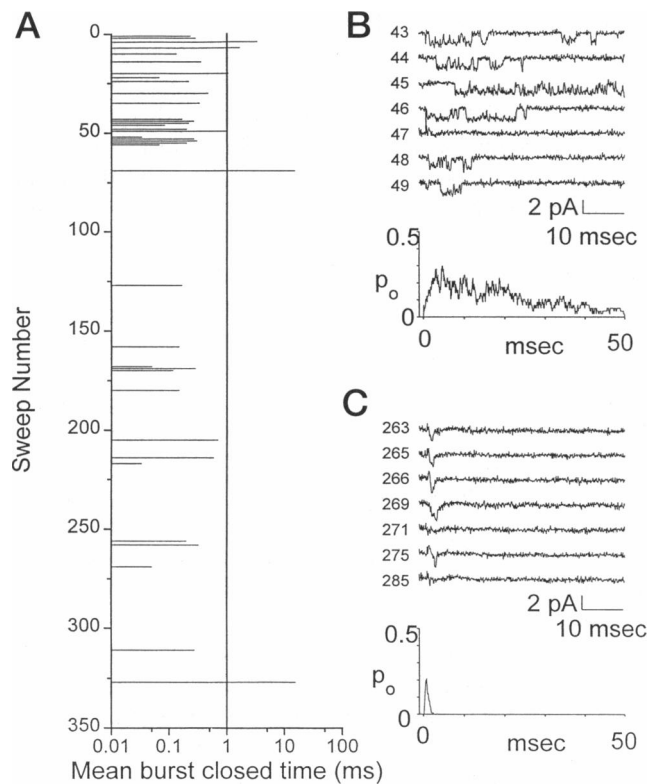 A
0
50
100
150
200
250
300
350
Sweep Number
0.01 0.1 1 10 100
Mean burst closed time (ms)
B
43
44
45
46
47
48
49
2 pA
10 msec
0.5
po
0
0 50
msec
C
263
265
266
269
271
275
285
2 pA
10 msec
0.5
po
0
0 50
msec